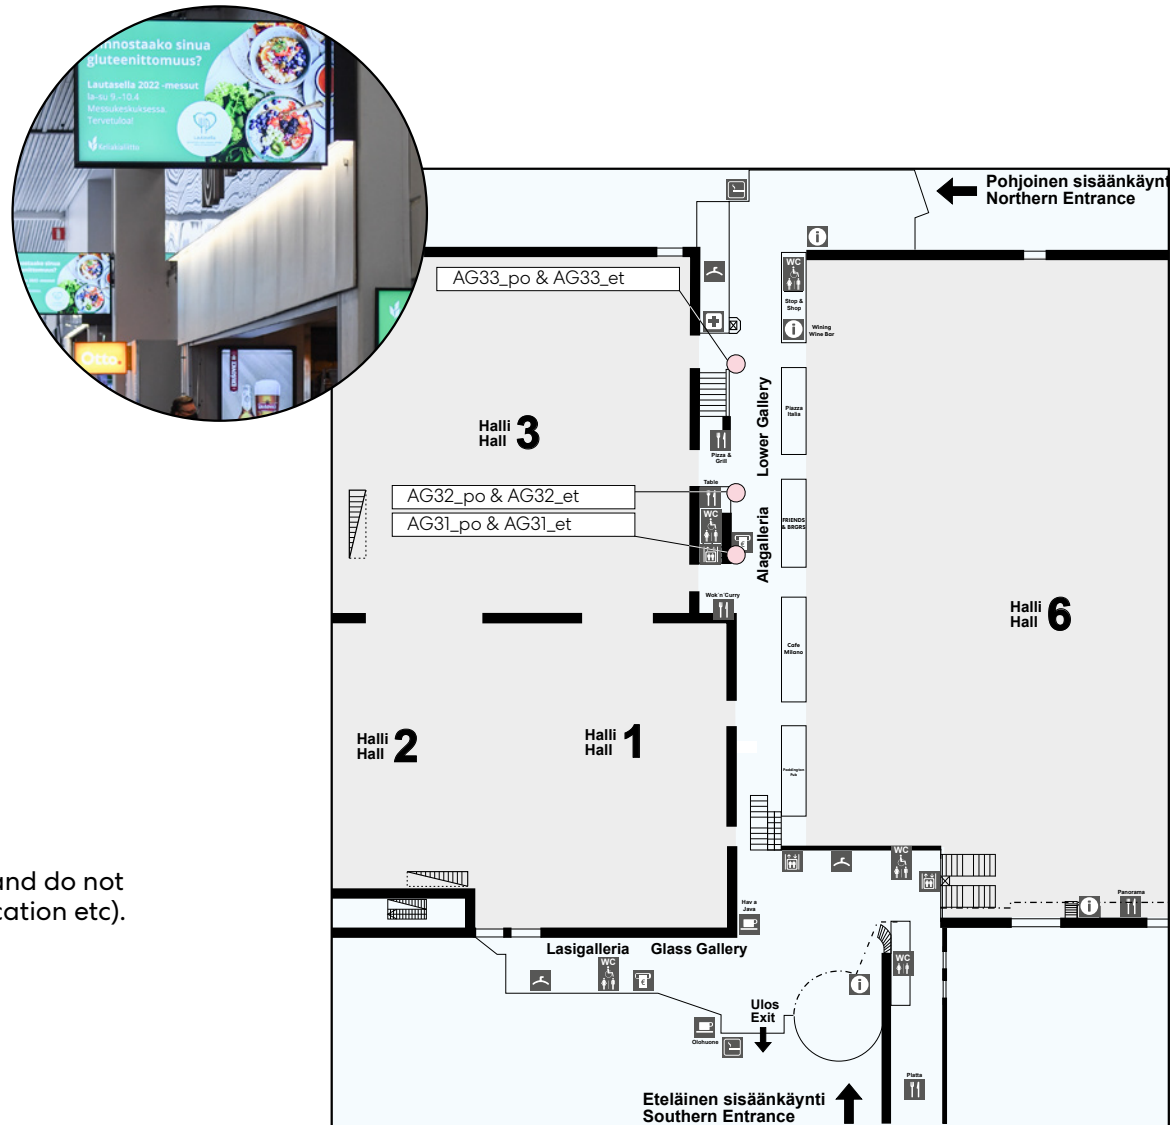 nnostaako sinua
gluteenittomuus?
Lautasella 2022 -messut
la–su 9.–10.4.
Messukeskuksessa.
Tervetuloa!
Keliakialiitto
Otto.
Pohjoinen sisäänkäynt
Northern Entrance
AG33_po & AG33_et
WC
Stop &
Shop
Wining
Wine Bar
Lower Gallery
Alagalleria
Piazza
Italia
Halli
Hall 3
Pizza &
Grill
Table
AG32_po & AG32_et
AG31_po & AG31_et
WC
FRIENDS
& BRGRS
Wok'n'Curry
Halli
Hall 6
Cafe
Milano
Halli
Hall 2
Halli
Hall 1
Paddington
Pub
WC
and do not
cation etc).
Hav a
Java
Panorama
Lasigalleria Glass Gallery
WC
WC
Ulos
Exit
Olohuone
Platta
Eteläinen sisäänkäynti
Southern Entrance